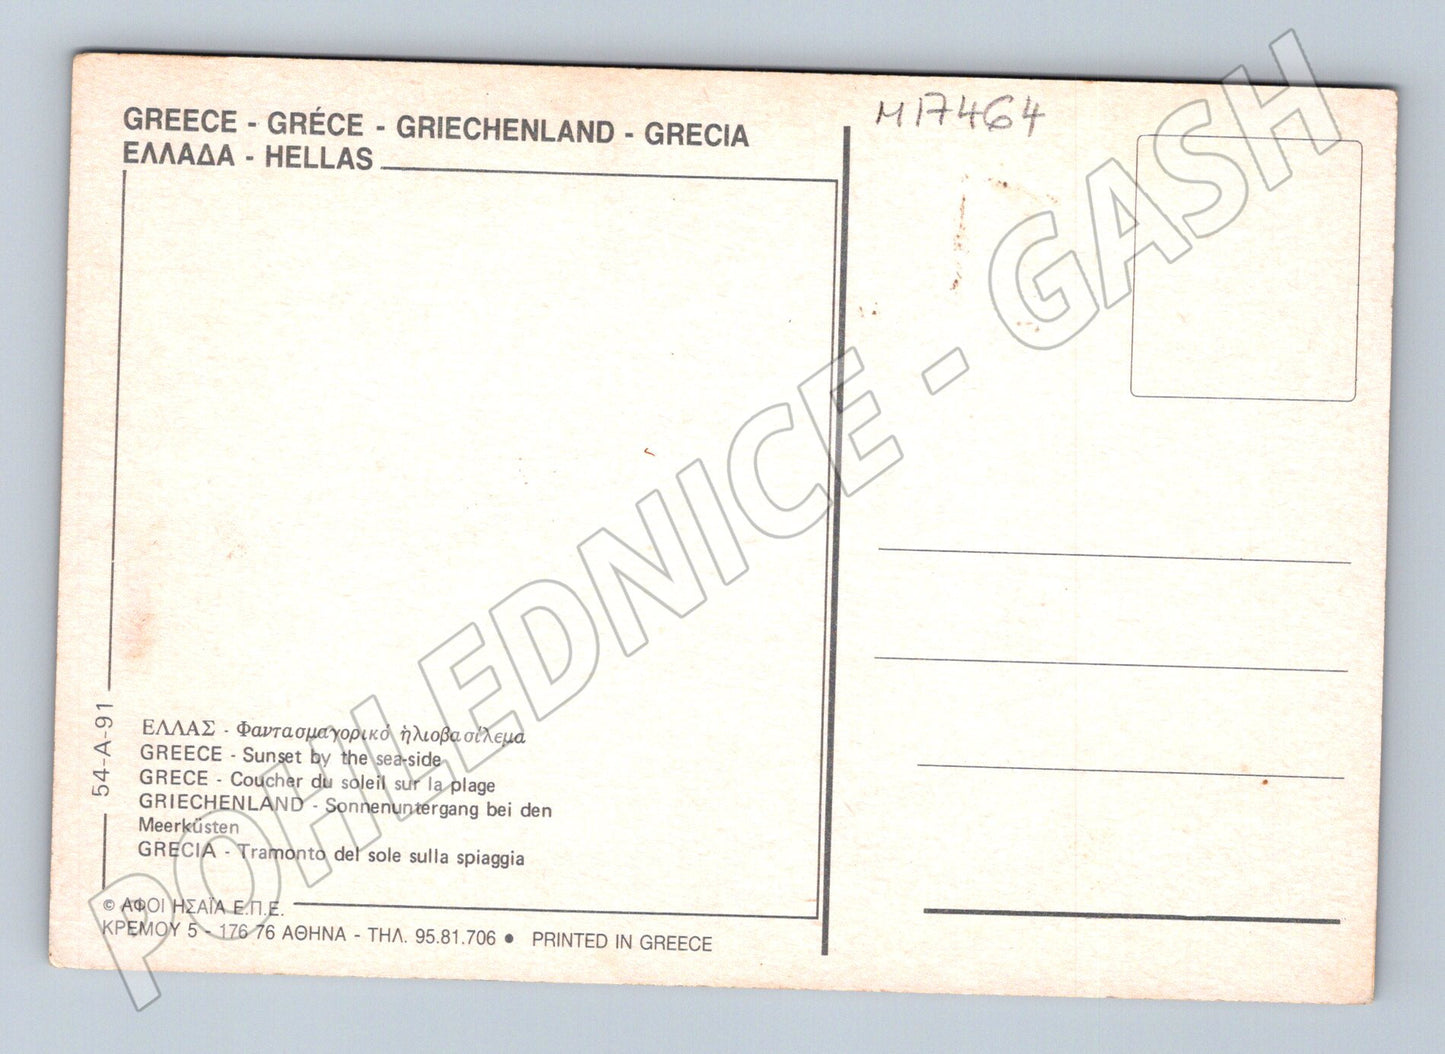 GREECE - GRÉCE - GRIECHENLAND - GRECIA
ΕΛΛΑΔΑ - HELLAS
M17464
54-A-91
ΕΛΛΑΣ - Φαντασμαγορικό ἡλιοβασίλεμα
GREECE - Sunset by the sea-side
GRECE - Coucher du soleil sur la plage
GRIECHENLAND - Sonnenuntergang bei den
Meerküsten
GRECIA - Tramonto del sole sulla spiaggia
© ΑΦΟΙ ΗΣΑΪΑ Ε.Π.Ε.
ΚΡΕΜΟΥ 5 - 176 76 ΑΘΗΝΑ - ΤΗΛ. 95.81.706 ● PRINTED IN GREECE
POHLEDNICE - GASH